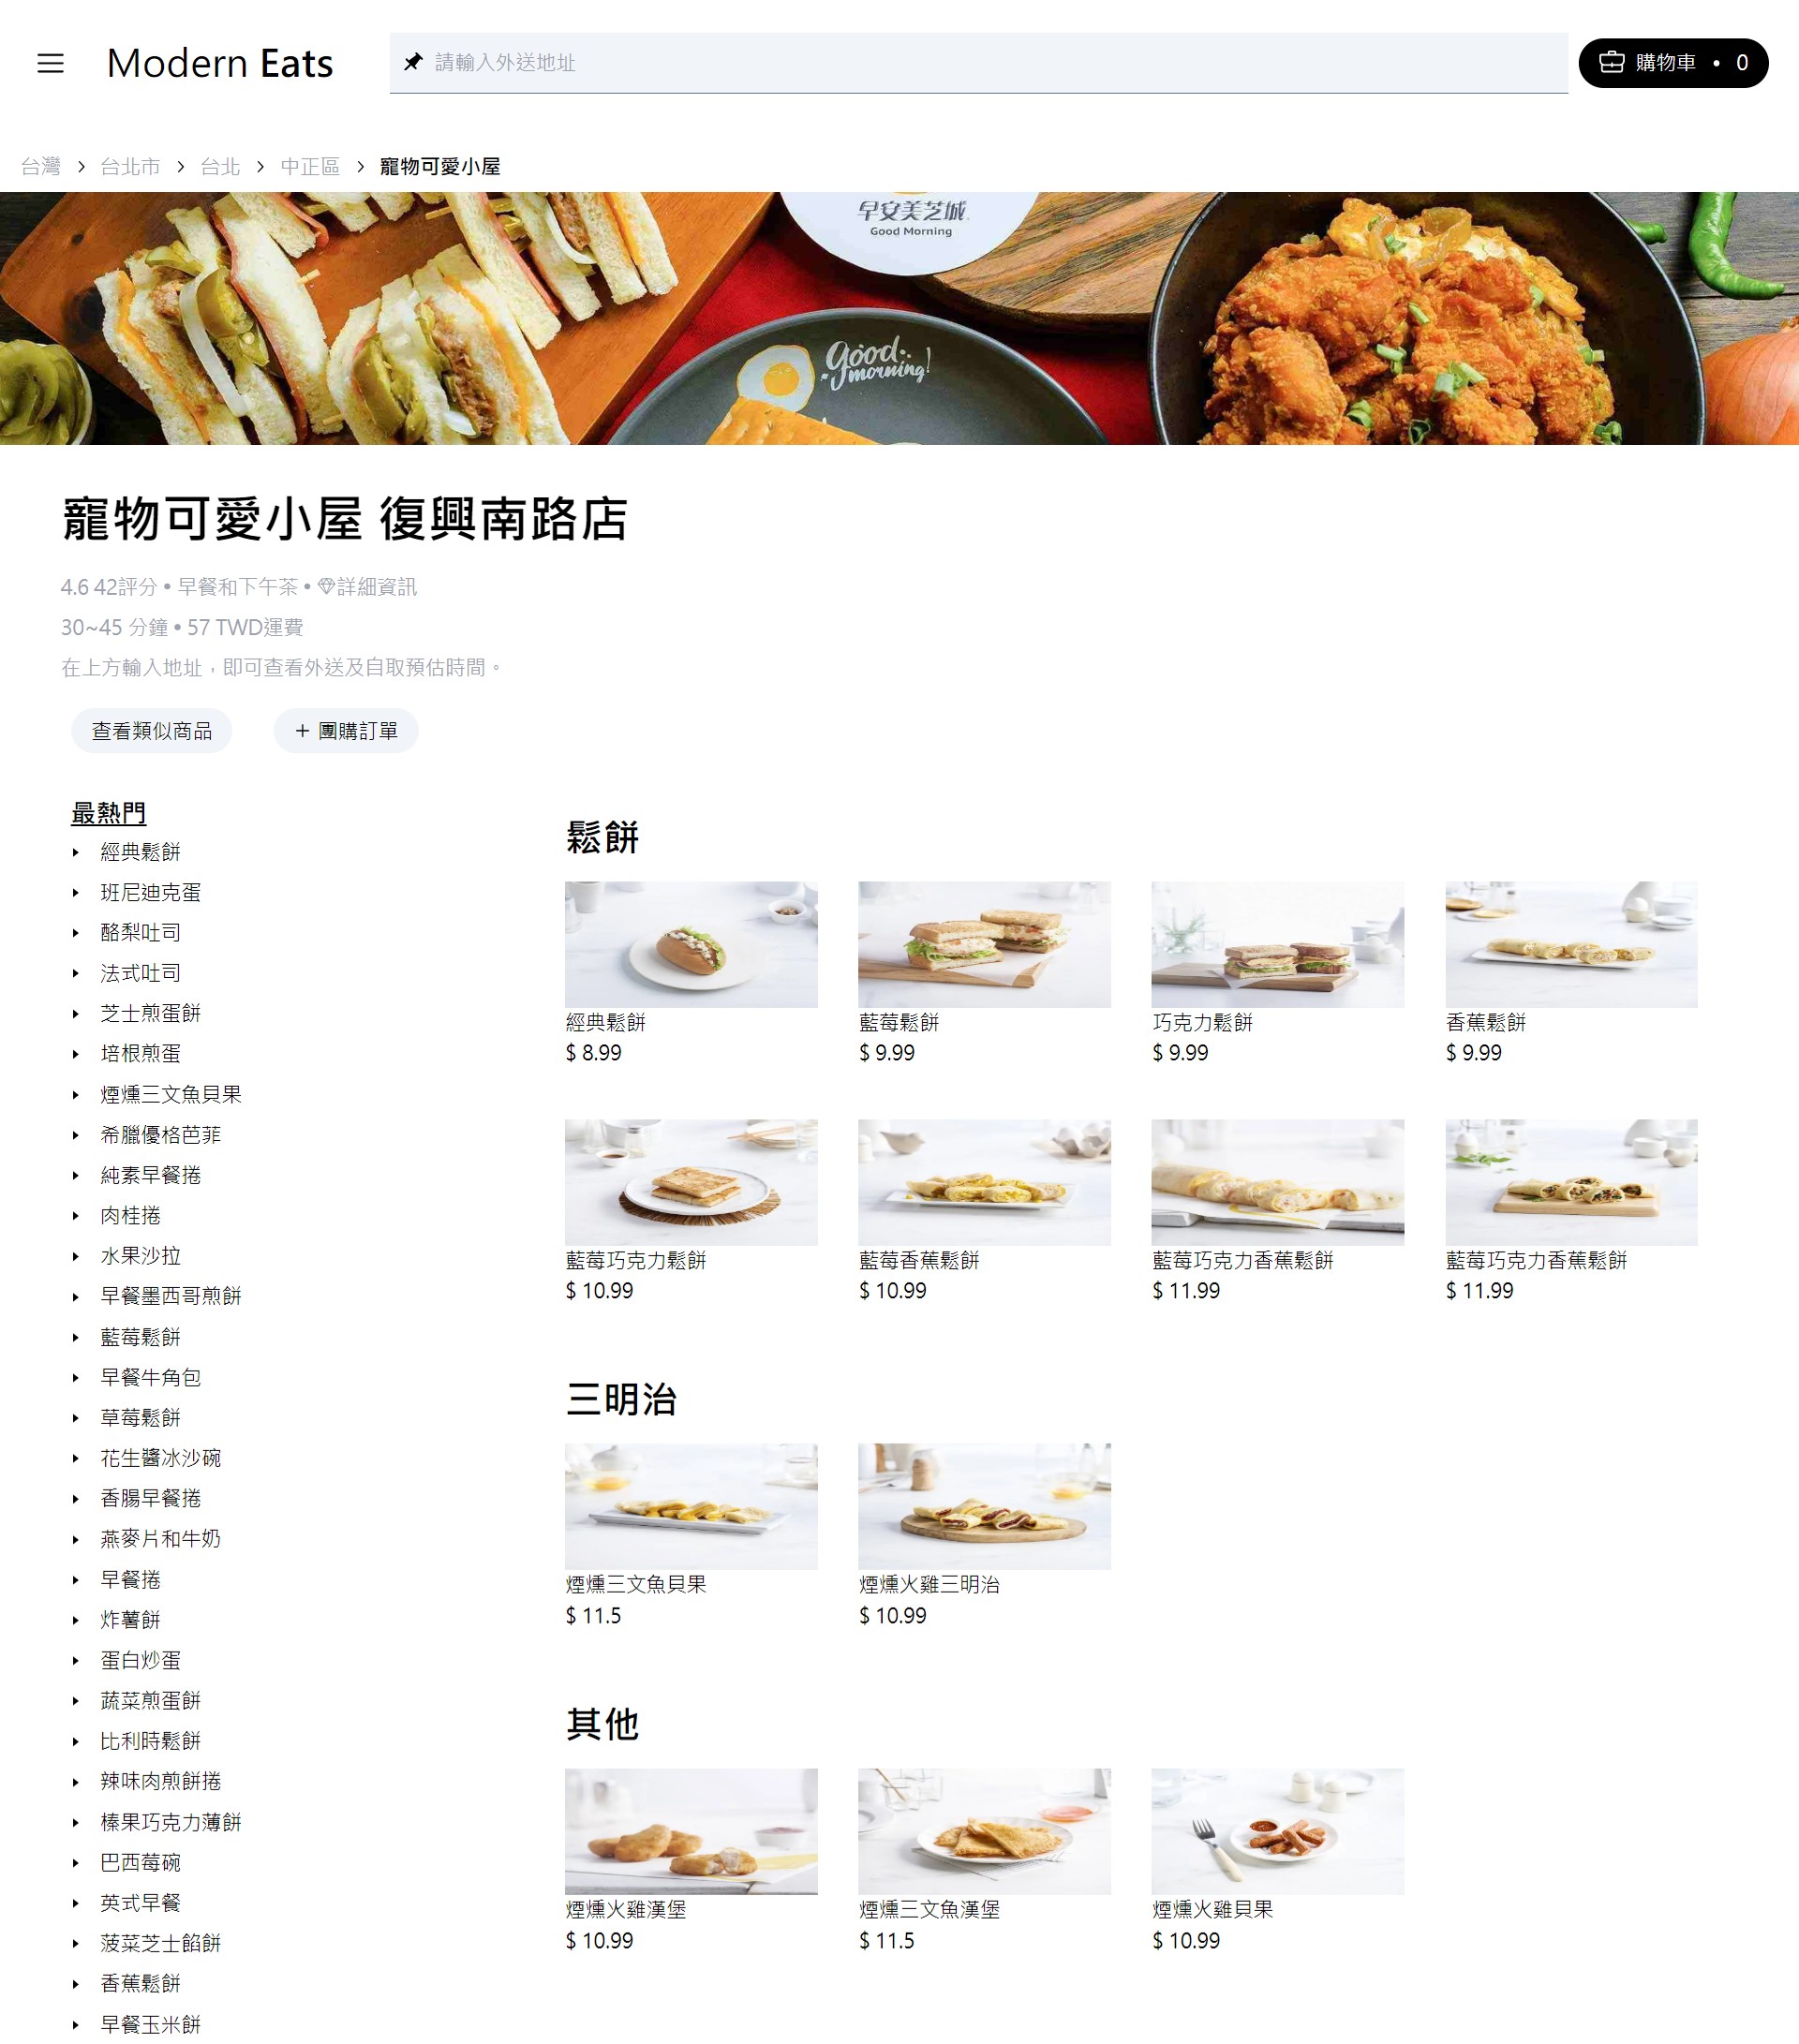 Modern Eats
請輸入外送地址
購物車 • 0
台灣 > 台北市 > 台北 > 中正區 > 寵物可愛小屋
早安美芝城
Good Morning
Good morning!
寵物可愛小屋 復興南路店
4.6 42評分 • 早餐和下午茶 • 詳細資訊
30~45 分鐘 • 57 TWD運費
在上方輸入地址，即可查看外送及自取預估時間。
查看類似商品
+ 團購訂單
最熱門
經典鬆餅
班尼迪克蛋
酪梨吐司
法式吐司
芝士煎蛋餅
培根煎蛋
煙燻三文魚貝果
希臘優格芭菲
純素早餐捲
肉桂捲
水果沙拉
早餐墨西哥煎餅
藍莓鬆餅
早餐牛角包
草莓鬆餅
花生醬冰沙碗
香腸早餐捲
燕麥片和牛奶
早餐捲
炸薯餅
蛋白炒蛋
蔬菜煎蛋餅
比利時鬆餅
辣味肉煎餅捲
榛果巧克力薄餅
巴西莓碗
英式早餐
菠菜芝士餡餅
香蕉鬆餅
早餐玉米餅
鬆餅
經典鬆餅
$ 8.99
藍莓鬆餅
$ 9.99
巧克力鬆餅
$ 9.99
香蕉鬆餅
$ 9.99
藍莓巧克力鬆餅
$ 10.99
藍莓香蕉鬆餅
$ 10.99
藍莓巧克力香蕉鬆餅
$ 11.99
藍莓巧克力香蕉鬆餅
$ 11.99
三明治
煙燻三文魚貝果
$ 11.5
煙燻火雞三明治
$ 10.99
其他
煙燻火雞漢堡
$ 10.99
煙燻三文魚漢堡
$ 11.5
煙燻火雞貝果
$ 10.99